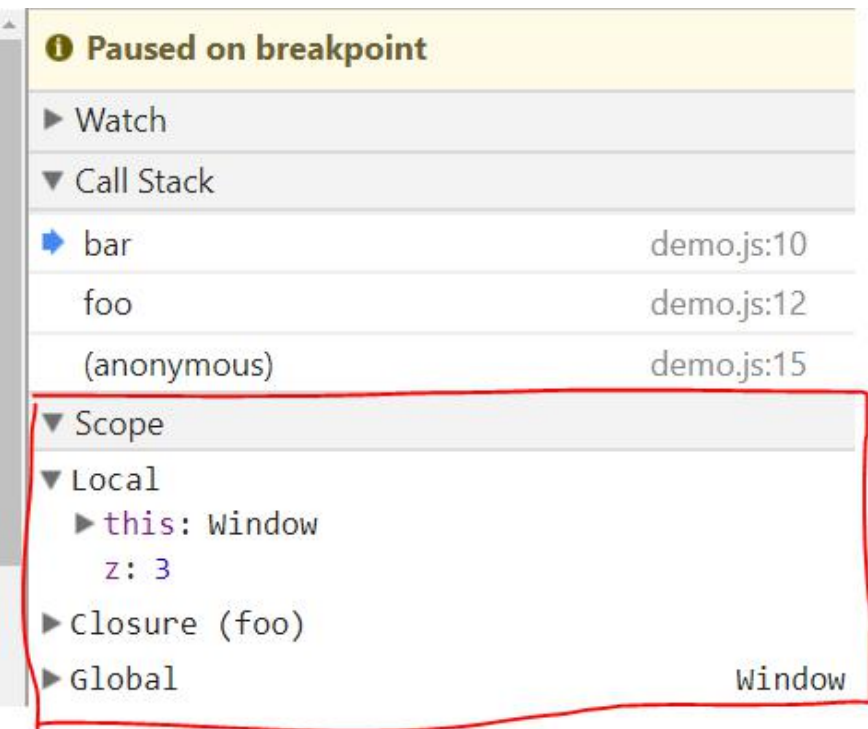 Paused on breakpoint
Watch
Call Stack
bar demo.js:10
foo demo.js:12
(anonymous) demo.js:15
Scope
Local
this: Window
z: 3
Closure (foo)
Global Window